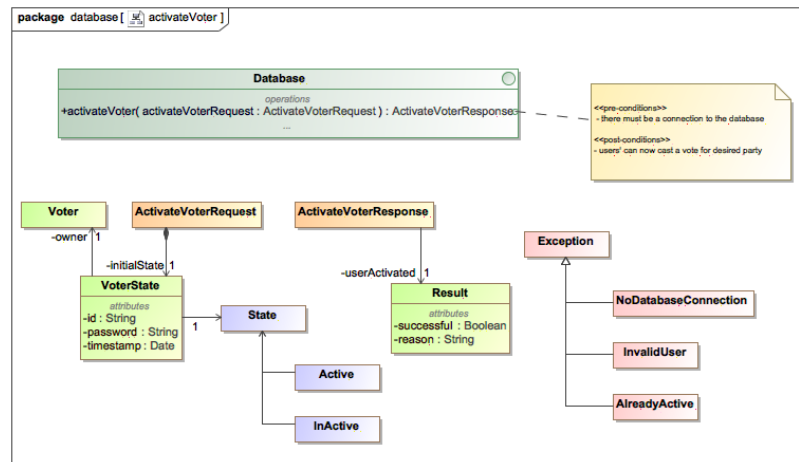 package database [ activateVoter ]
Database
operations
+activateVoter( activateVoterRequest : ActivateVoterRequest ) : ActivateVoterResponse
...
<<pre-conditions>>
- there must be a connection to the database
<<post-conditions>>
- users' can now cast a vote for desired party
Voter
ActivateVoterRequest
ActivateVoterResponse
-owner 1
-initialState 1
-userActivated 1
Exception
VoterState
attributes
-id : String
-password : String
-timestamp : Date
1
State
Active
InActive
Result
attributes
-successful : Boolean
-reason : String
NoDatabaseConnection
InvalidUser
AlreadyActive